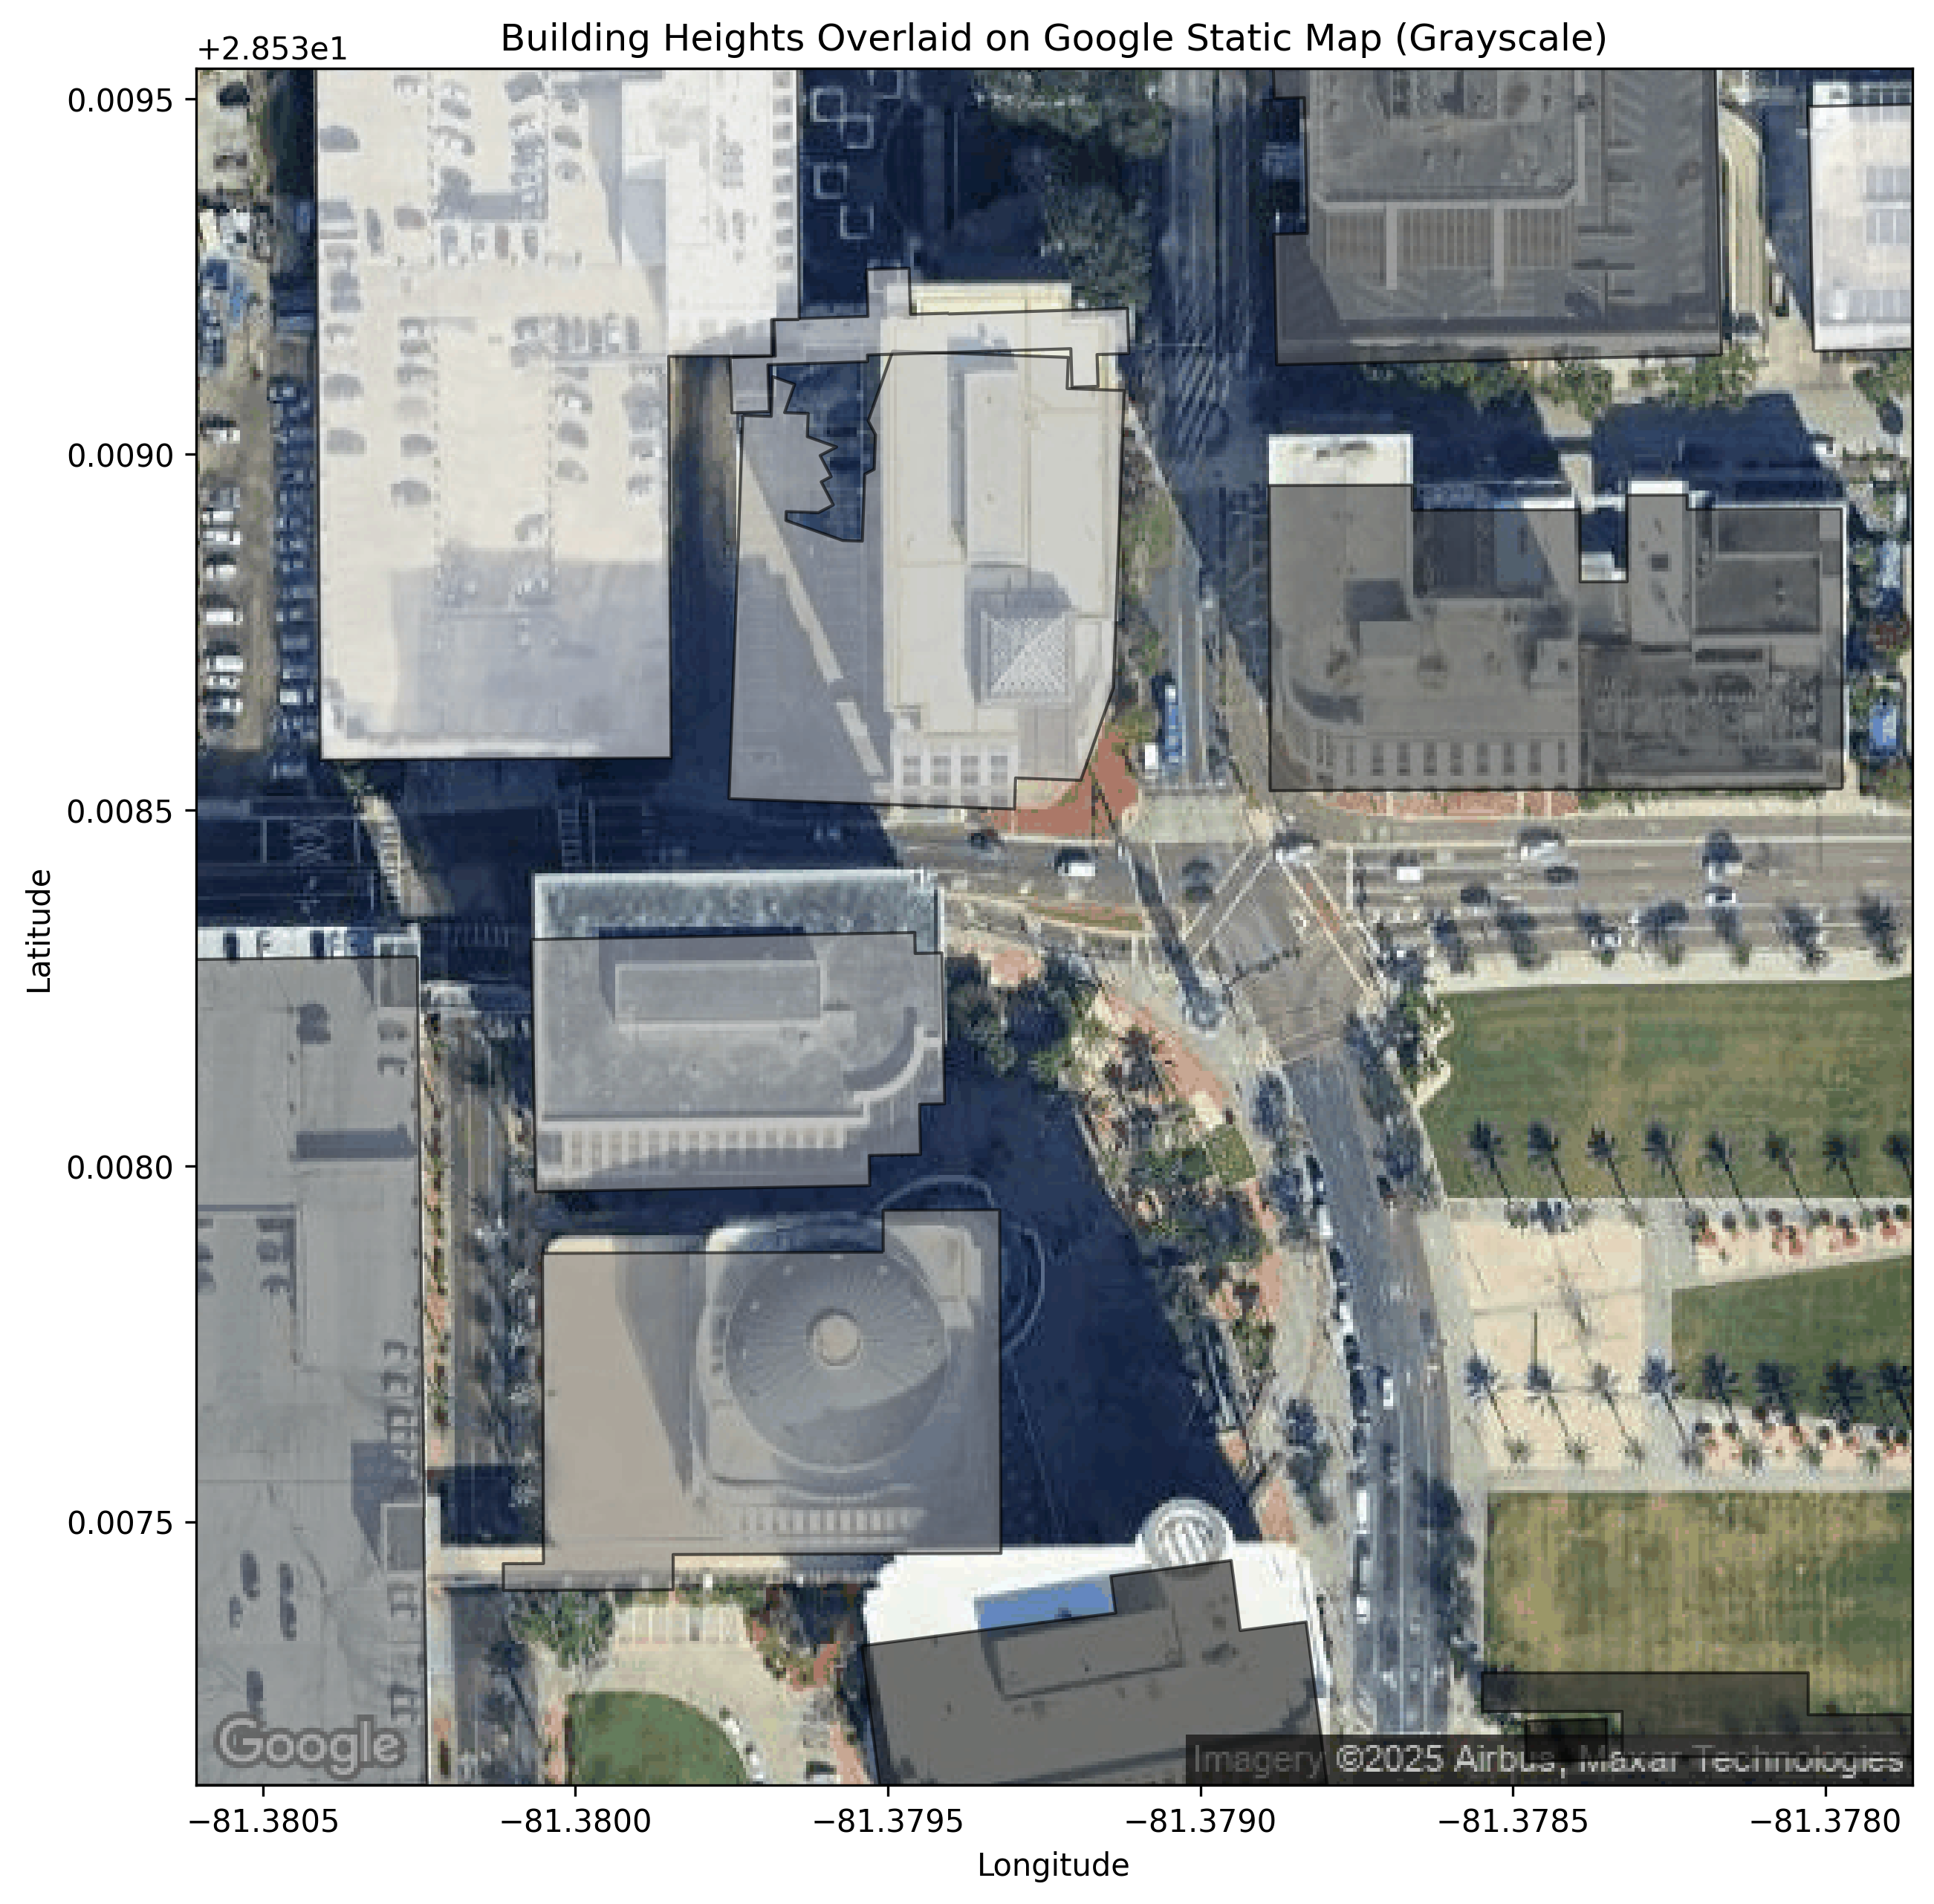 Building Heights Overlaid on Google Static Map (Grayscale)
+2.853e1
0.0095
0.0090
0.0085
0.0080
0.0075
Latitude
Google
Imagery ©2025 Airbus, Maxar Technologies
−81.3805
−81.3800
−81.3795
−81.3790
−81.3785
−81.3780
Longitude